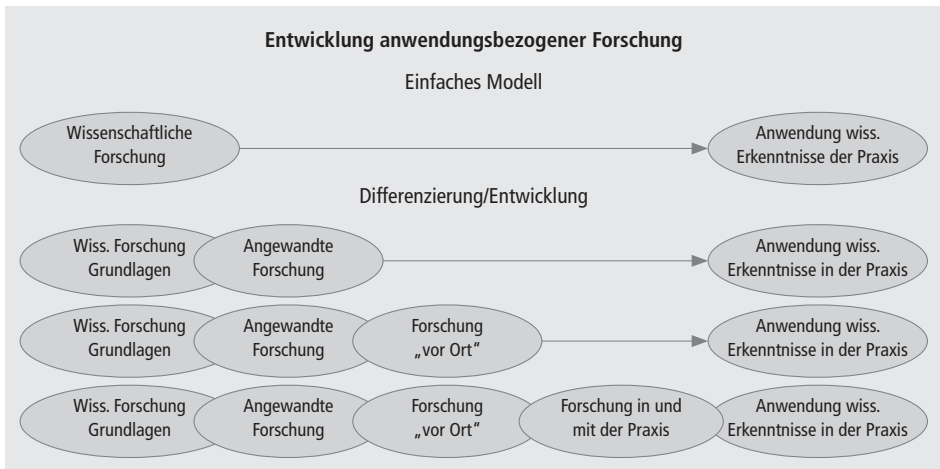 Entwicklung anwendungsbezogener Forschung
Einfaches Modell
Wissenschaftliche
Forschung
Anwendung wiss.
Erkenntnisse der Praxis
Differenzierung/Entwicklung
Wiss. Forschung
Grundlagen
Angewandte
Forschung
Anwendung wiss.
Erkenntnisse in der Praxis
Wiss. Forschung
Grundlagen
Angewandte
Forschung
Forschung
„vor Ort“
Anwendung wiss.
Erkenntnisse in der Praxis
Wiss. Forschung
Grundlagen
Angewandte
Forschung
Forschung
„vor Ort“
Forschung in und
mit der Praxis
Anwendung wiss.
Erkenntnisse in der Praxis